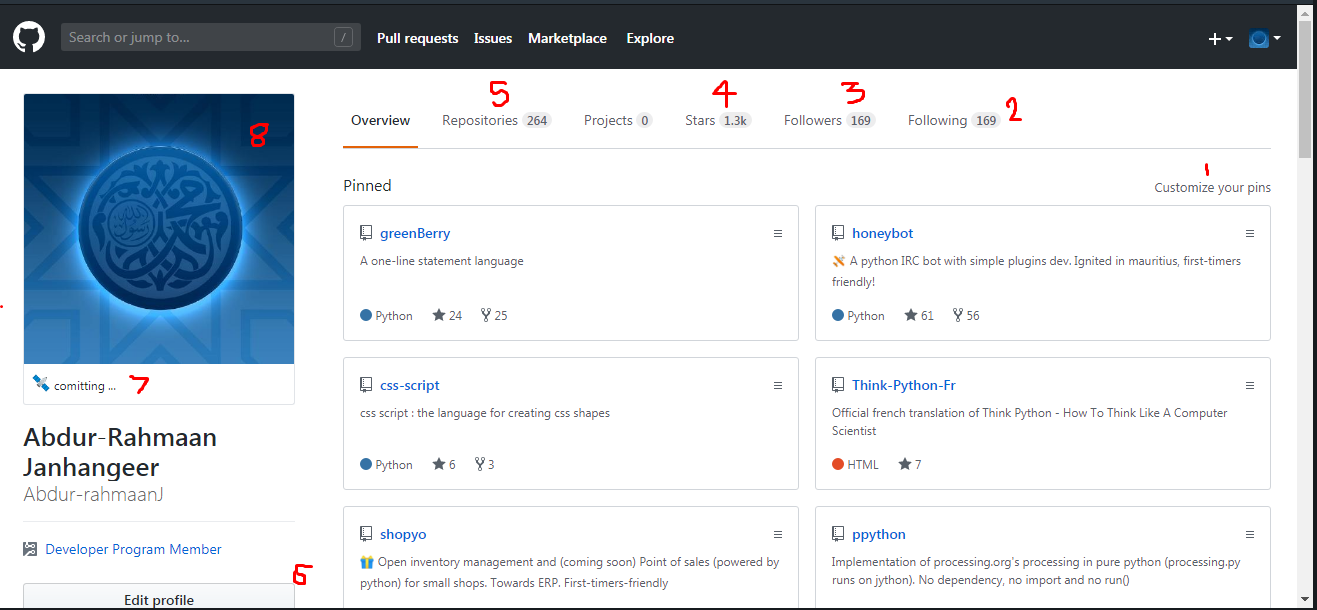 Search or jump to... /
Pull requests Issues Marketplace Explore
8
5
4
3
2
Overview Repositories 264 Projects 0 Stars 1.3k Followers 169 Following 169
1
Pinned
Customize your pins
greenBerry
A one-line statement language
Python 24 25
honeybot
A python IRC bot with simple plugins dev. Ignited in mauritius, first-timers
friendly!
Python 61 56
css-script
css script : the language for creating css shapes
Python 6 3
Think-Python-Fr
Official french translation of Think Python - How To Think Like A Computer
Scientist
HTML 7
shopyo
Open inventory management and (coming soon) Point of sales (powered by
python) for small shops. Towards ERP. First-timers-friendly
ppython
Implementation of processing.org's processing in pure python (processing.py
runs on jython). No dependency, no import and no run()
comitting ... 7
Abdur-Rahmaan
Janhangeer
Abdur-rahmaanJ
Developer Program Member
6
Edit profile